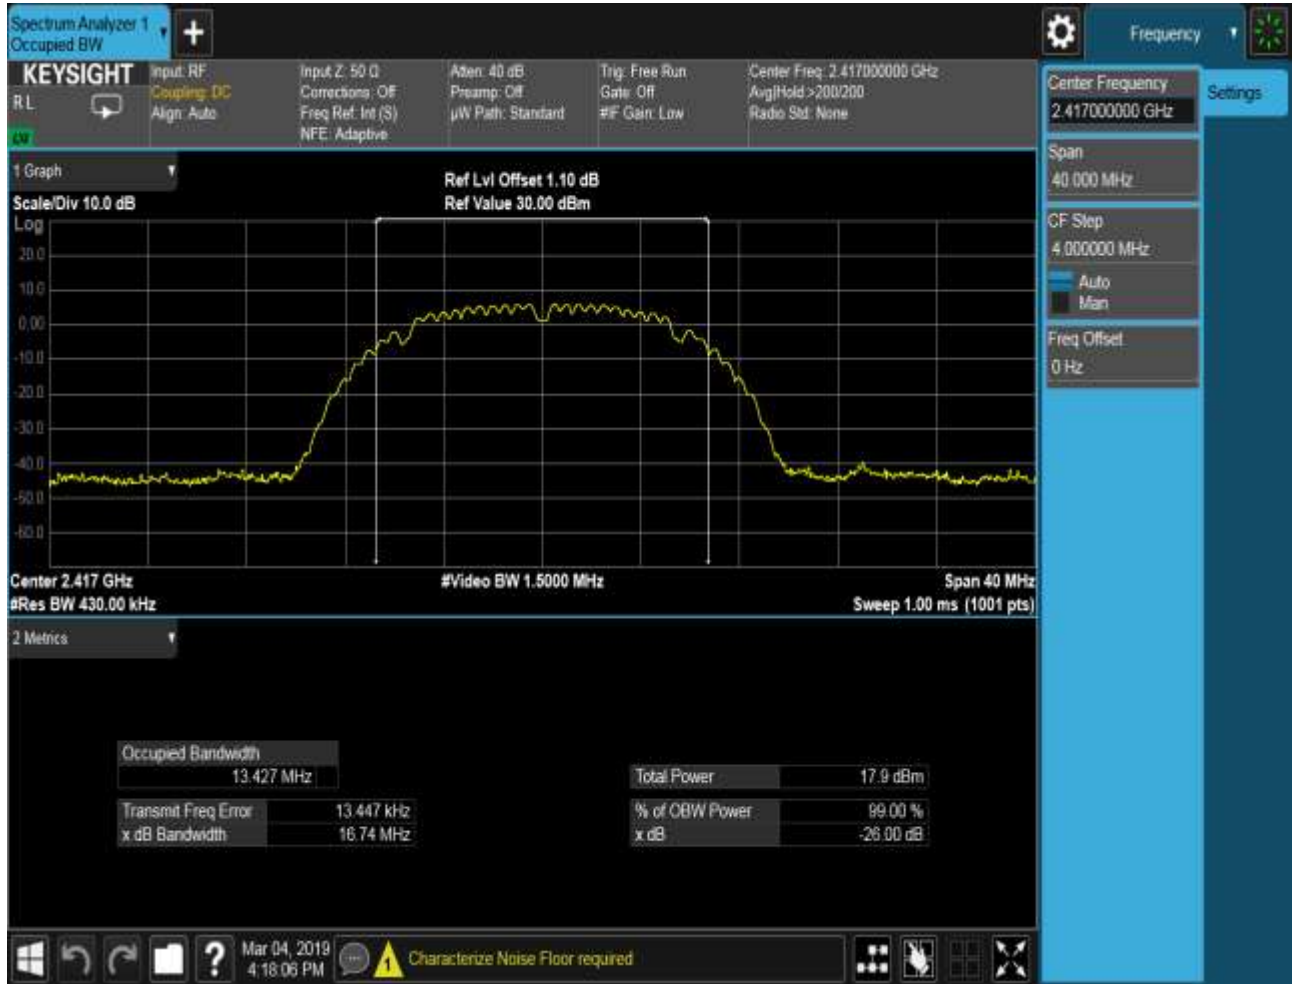 Spectrum Analyzer 1
Occupied BW
Frequency
KEYSIGHT
R L
Input: RF
Coupling: DC
Align: Auto
Input Z: 50 Ω
Corrections: Off
Freq Ref: Int (S)
NFE: Adaptive
Atten: 40 dB
Preamp: Off
µW Path: Standard
Trig: Free Run
Gate: Off
#IF Gain: Low
Center Freq: 2.417000000 GHz
Avg|Hold:>200/200
Radio Std: None
Center Frequency
2.417000000 GHz
Settings
Span
40.000 MHz
CF Step
4.000000 MHz
Auto
Man
Freq Offset
0 Hz
1 Graph
Scale/Div 10.0 dB
Ref Lvl Offset 1.10 dB
Ref Value 30.00 dBm
Log
20.0
10.0
0.00
-10.0
-20.0
-30.0
-40.0
-50.0
-60.0
Center 2.417 GHz
#Video BW 1.5000 MHz
Span 40 MHz
#Res BW 430.00 kHz
Sweep 1.00 ms (1001 pts)
2 Metrics
Occupied Bandwidth
13.427 MHz
Total Power 17.9 dBm
Transmit Freq Error 13.447 kHz
% of OBW Power 99.00 %
x dB Bandwidth 16.74 MHz
x dB -26.00 dB
Mar 04, 2019
4:18:06 PM
1
Characterize Noise Floor required